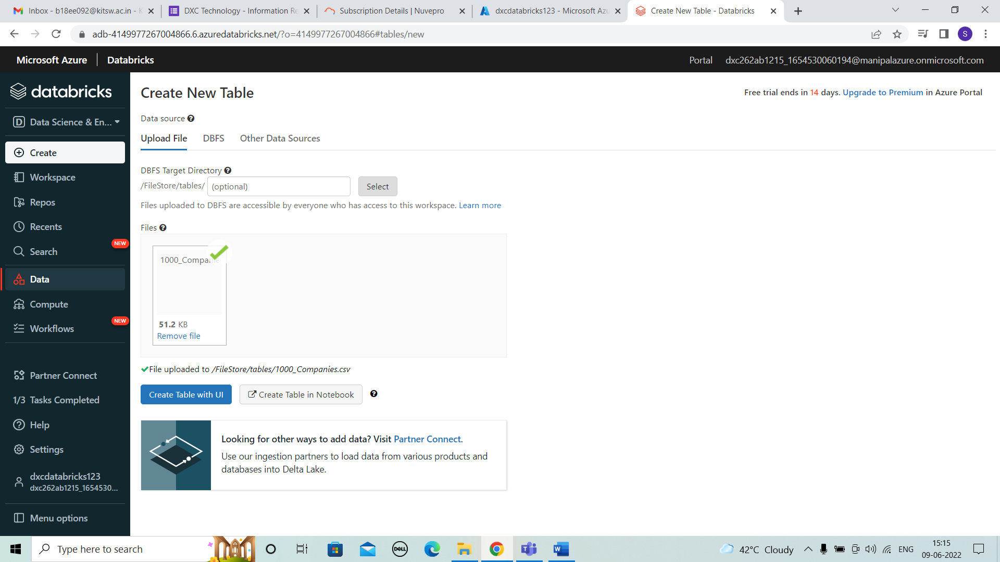 Inbox - b18ee092@kitsw.ac.in -
DXC Technology - Information Re
Subscription Details | Nuvepro
dxcdatabricks123 - Microsoft Azu
Create New Table - Databricks
adb-4149977267004866.6.azuredatabricks.net/?o=4149977267004866#tables/new
S
Microsoft Azure
Databricks
Portal
dxc262ab1215_1654530060194@manipalazure.onmicrosoft.com
databricks
D Data Science & En...
Create
Workspace
Repos
Recents
NEW
Search
Data
Compute
NEW
Workflows
Partner Connect
1/3 Tasks Completed
Help
Settings
dxcdatabricks123
dxc262ab1215_1654530...
Menu options
Create New Table
Free trial ends in 14 days. Upgrade to Premium in Azure Portal
Data source
Upload File
DBFS
Other Data Sources
DBFS Target Directory
/FileStore/tables/ (optional)
Select
Files uploaded to DBFS are accessible by everyone who has access to this workspace. Learn more
Files
1000_Companie
51.2 KB
Remove file
File uploaded to /FileStore/tables/1000_Companies.csv
Create Table with UI
Create Table in Notebook
Looking for other ways to add data? Visit Partner Connect.
Use our ingestion partners to load data from various products and
databases into Delta Lake.
Type here to search
DELL
42°C Cloudy
ENG
15:15
09-06-2022